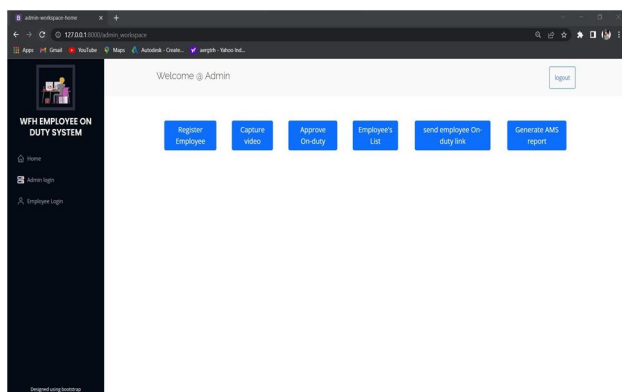 admin-workspace home
127.0.0.1:8000/admin_workspace
Apps Gmail YouTube Maps Autodesk - Create... aerqtrh - Yahoo Ind...
WFH EMPLOYEE ON
DUTY SYSTEM
Home
Admin login
Employee Login
Designed using bootstrap
Welcome @ Admin
logout
Register
Employee
Capture
video
Approve
On-duty
Employee's
List
send employee On-
duty link
Generate AMS
report